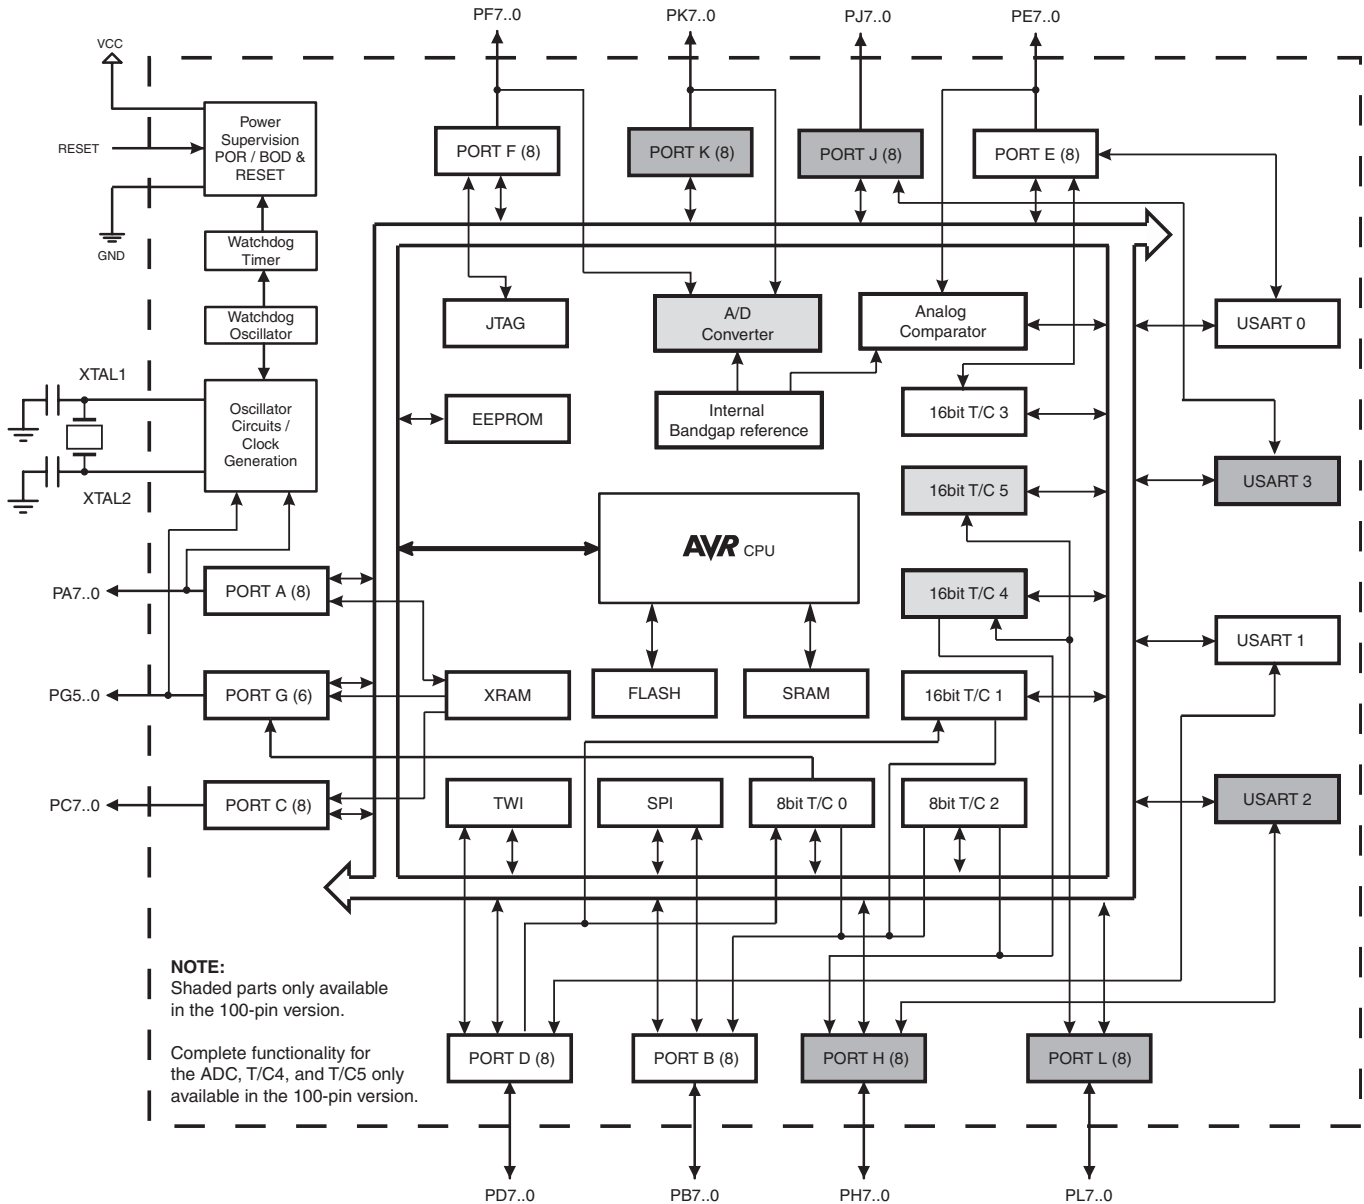 PF7..0
PK7..0
PJ7..0
PE7..0
VCC
RESET
GND
Power
Supervision
POR / BOD &
RESET
PORT F (8)
PORT K (8)
PORT J (8)
PORT E (8)
Watchdog
Timer
Watchdog
Oscillator
JTAG
A/D
Converter
Analog
Comparator
USART 0
XTAL1
XTAL2
Oscillator
Circuits /
Clock
Generation
EEPROM
Internal
Bandgap reference
16bit T/C 3
16bit T/C 5
USART 3
AVR CPU
PA7..0
PORT A (8)
16bit T/C 4
USART 1
PG5..0
PORT G (6)
XRAM
FLASH
SRAM
16bit T/C 1
PC7..0
PORT C (8)
TWI
SPI
8bit T/C 0
8bit T/C 2
USART 2
NOTE:
Shaded parts only available
in the 100-pin version.
Complete functionality for
the ADC, T/C4, and T/C5 only
available in the 100-pin version.
PORT D (8)
PORT B (8)
PORT H (8)
PORT L (8)
PD7..0
PB7..0
PH7..0
PL7..0